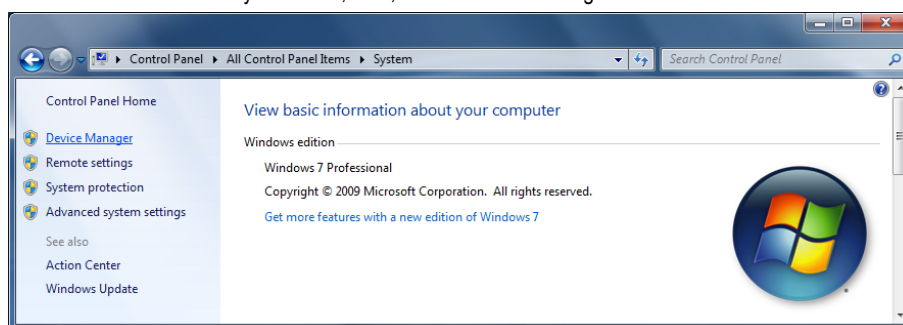 Control Panel ▸ All Control Panel Items ▸ System
Search Control Panel
Control Panel Home
Device Manager
Remote settings
System protection
Advanced system settings
See also
Action Center
Windows Update
View basic information about your computer
Windows edition
Windows 7 Professional
Copyright © 2009 Microsoft Corporation. All rights reserved.
Get more features with a new edition of Windows 7